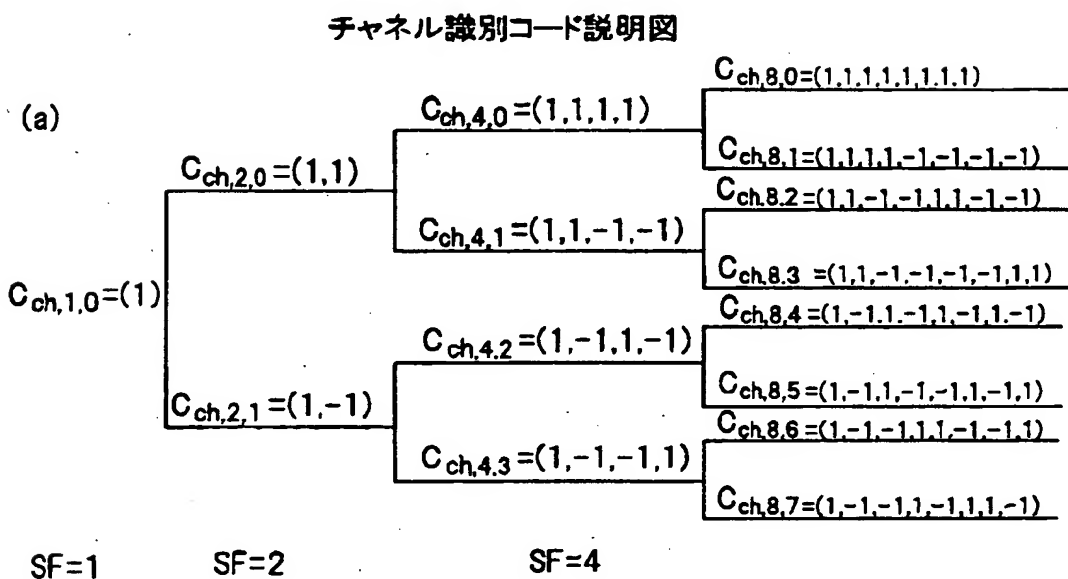 チャネル識別コード説明図
(a)
C ch,1,0=(1)
C ch,2,0=(1,1)
C ch,2,1=(1,-1)
C ch,4,0=(1,1,1,1)
C ch,4,1=(1,1,-1,-1)
C ch,4.2=(1,-1,1,-1)
C ch,4.3=(1,-1,-1,1)
C ch,8,0=(1.1.1,1,1,1.1.1)
C ch,8,1=(1,1,1,1,-1,-1,-1,-1)
C ch.8.2=(1,1,-1,-1,1,1,-1,-1)
C ch,8.3 =(1,1,-1,-1,-1,-1,1,1)
C ch,8,4=(1,-1.1.-1,1,-1,1.-1)
C ch,8,5=(1,-1,1,-1,-1,1,-1,1)
C ch,8,6=(1,-1,-1,1,1,-1,-1,1)
C ch,8,7=(1,-1,-1,1,-1,1,1,-1)
SF=1
SF=2
SF=4